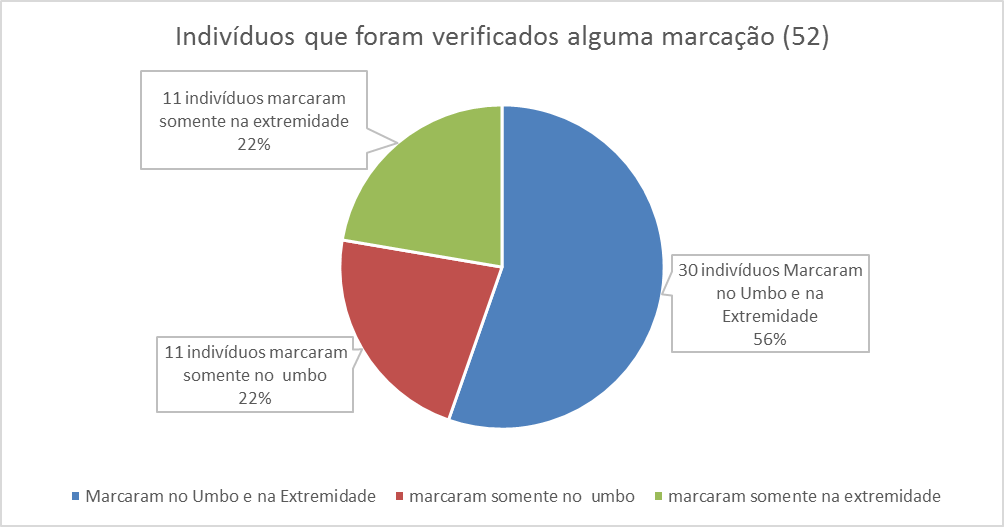 Indivíduos que foram verificados alguma marcação (52)
11 indivíduos marcaram
somente na extremidade
22%
30 indivíduos Marcaram
no Umbo e na
Extremidade
56%
11 indivíduos marcaram
somente no  umbo
22%
Marcaram no Umbo e na Extremidade
marcaram somente no  umbo
marcaram somente na extremidade